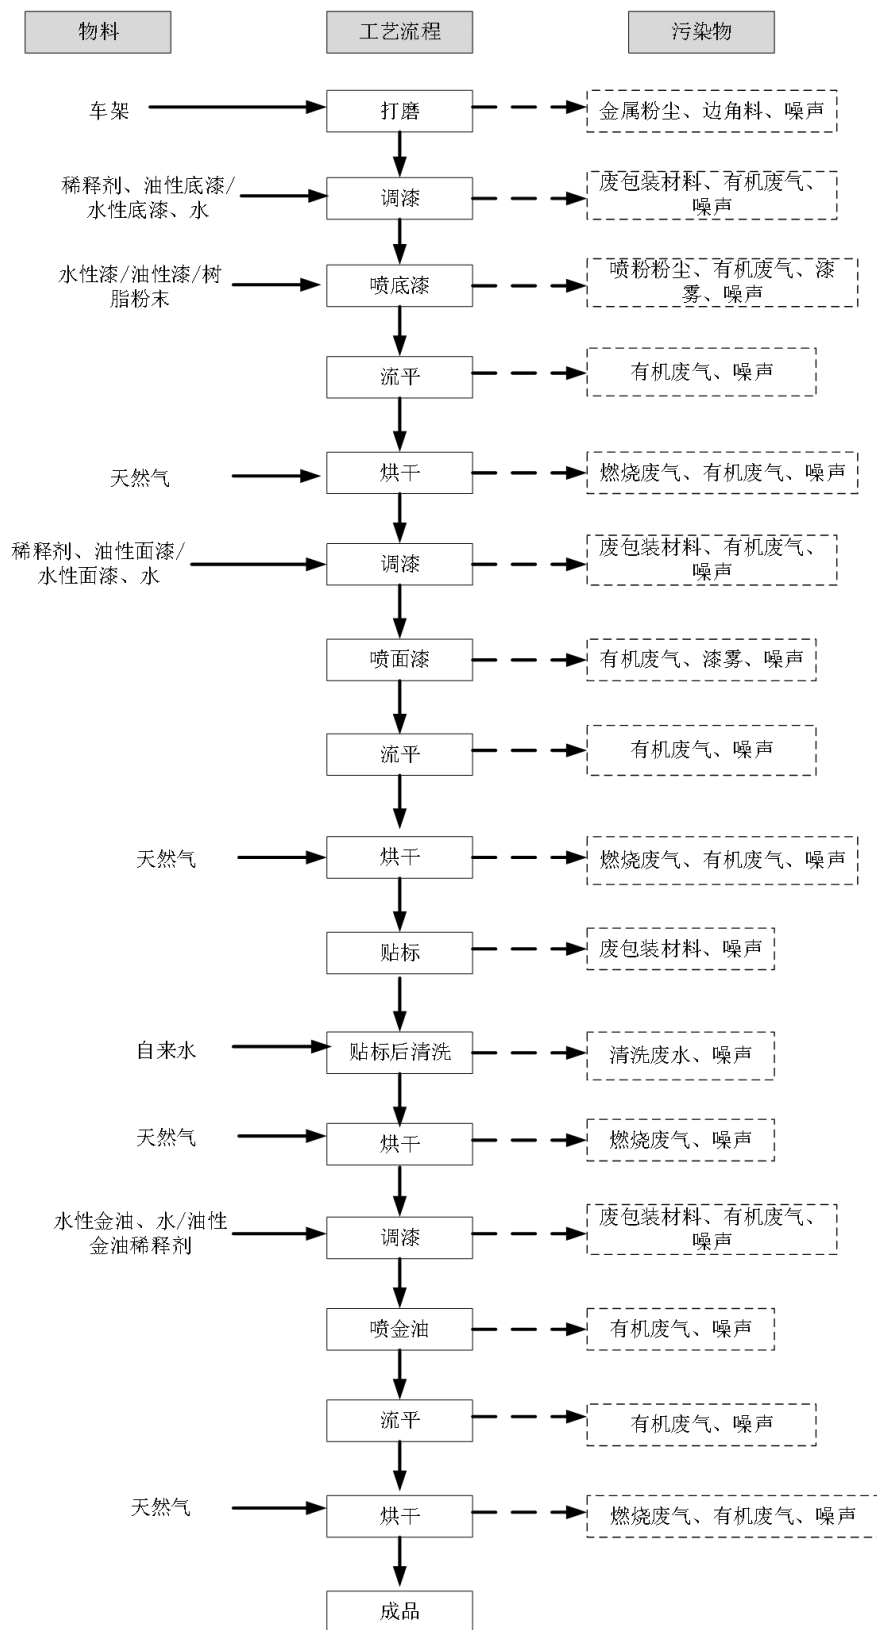 物料
工艺流程
污染物
车架
打磨
金属粉尘、边角料、噪声
稀释剂、油性底漆/
水性底漆、水
调漆
废包装材料、有机废气、
噪声
水性漆/油性漆/树
脂粉末
喷底漆
喷粉粉尘、有机废气、漆
雾、噪声
流平
有机废气、噪声
天然气
烘干
燃烧废气、有机废气、噪声
稀释剂、油性面漆/
水性面漆、水
调漆
废包装材料、有机废气、
噪声
喷面漆
有机废气、漆雾、噪声
流平
有机废气、噪声
天然气
烘干
燃烧废气、有机废气、噪声
贴标
废包装材料、噪声
自来水
贴标后清洗
清洗废水、噪声
天然气
烘干
燃烧废气、噪声
水性金油、水/油性
金油稀释剂
调漆
废包装材料、有机废气、
噪声
喷金油
有机废气、噪声
流平
有机废气、噪声
天然气
烘干
燃烧废气、有机废气、噪声
成品